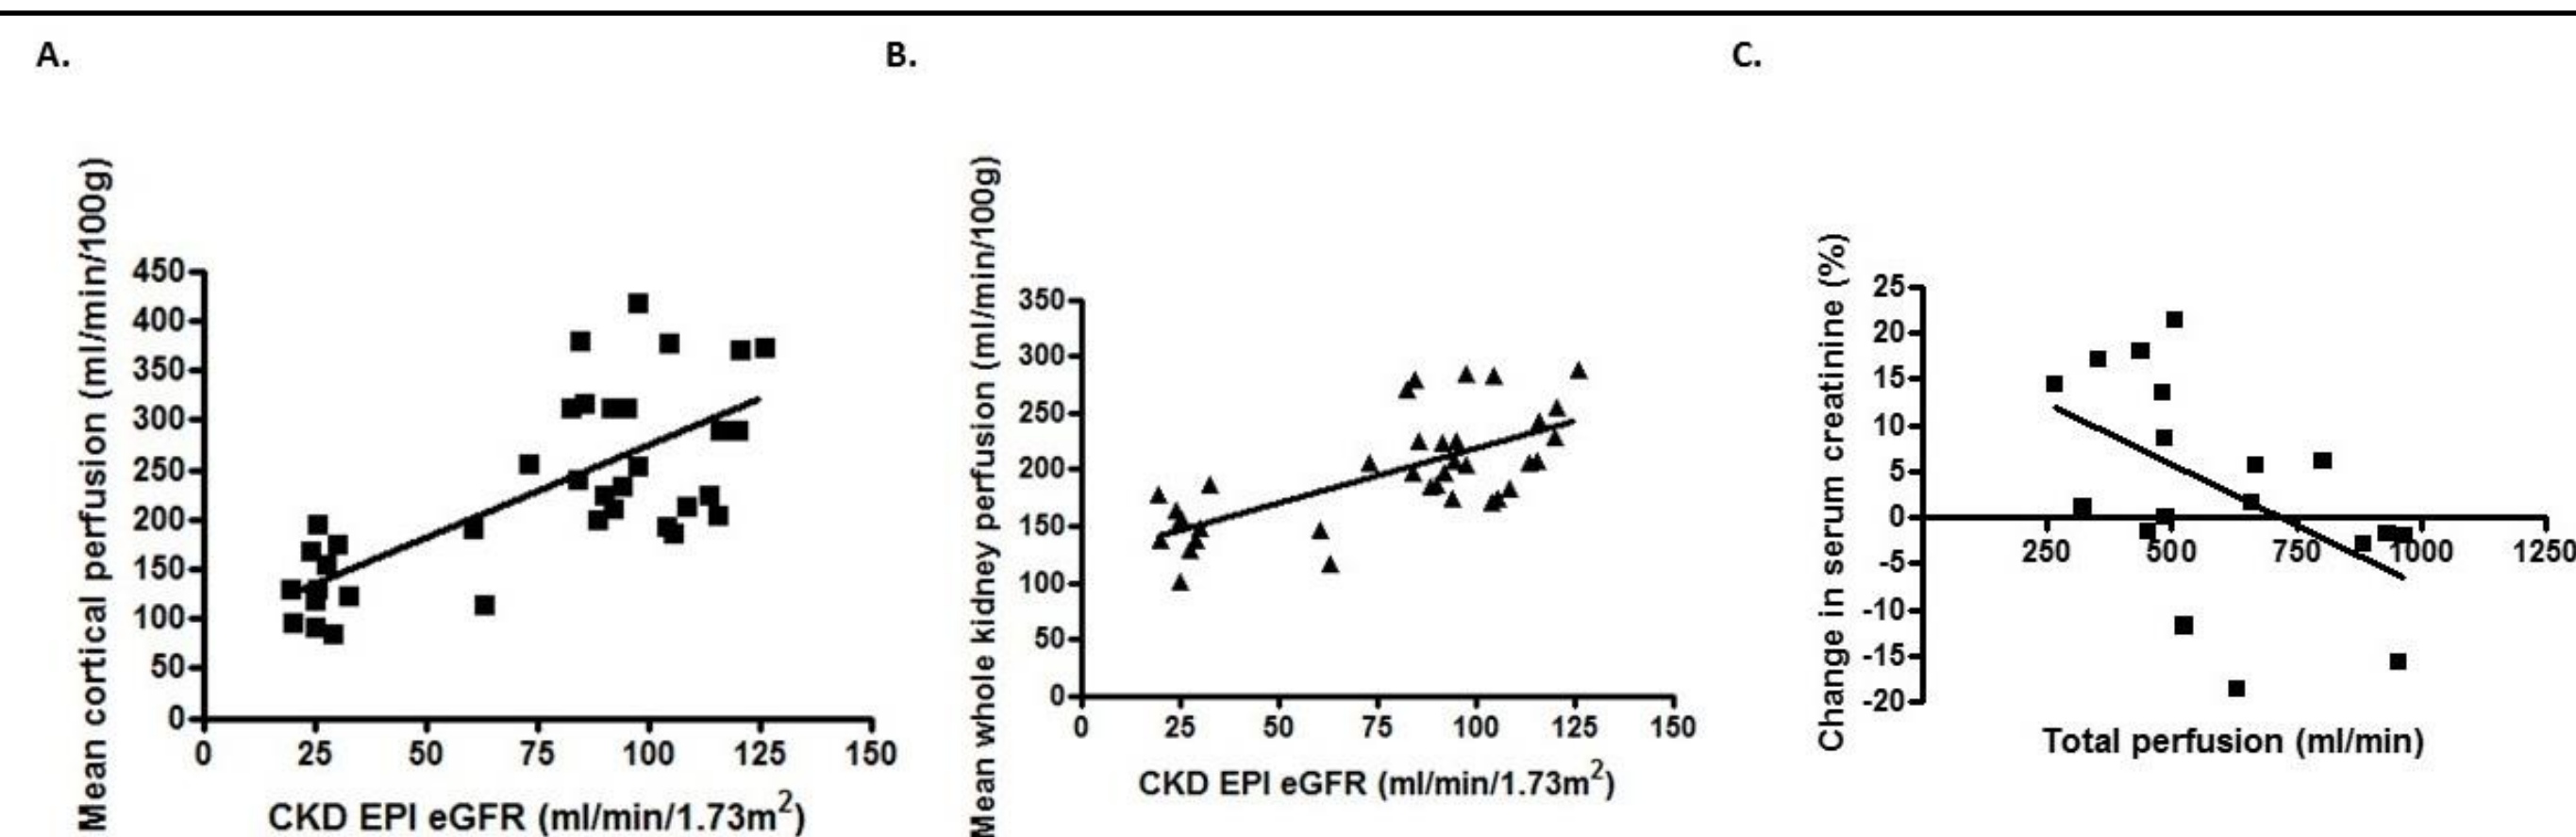 A.
B.
C.
Mean cortical perfusion (ml/min/100g)
450
400
350
300
250
200
150
100
50
0
0 25 50 75 100 125 150
CKD EPI eGFR (ml/min/1.73m²)
Mean whole kidney perfusion (ml/min/100g)
350
300
250
200
150
100
50
0
0 25 50 75 100 125 150
CKD EPI eGFR (ml/min/1.73m²)
Change in serum creatinine (%)
25
20
15
10
5
0
-5
-10
-15
-20
250 500 750 1000 1250
Total perfusion (ml/min)